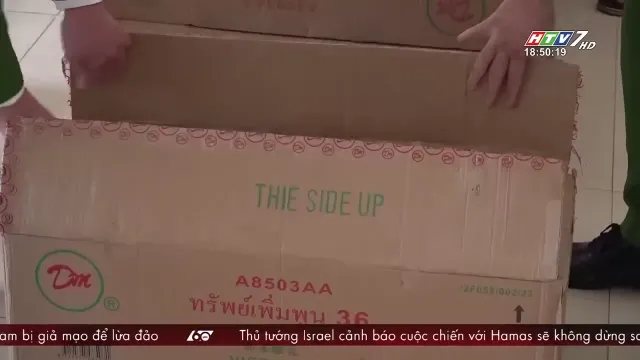 HTV7 HD
18:50:19
THIE SIDE UP
Dm ®
A8503AA
ทรัพย์เพิ่มพูน 36
am bị giả mạo để lừa đảo 60 Thủ tướng Israel cảnh báo cuộc chiến với Hamas sẽ không dừng